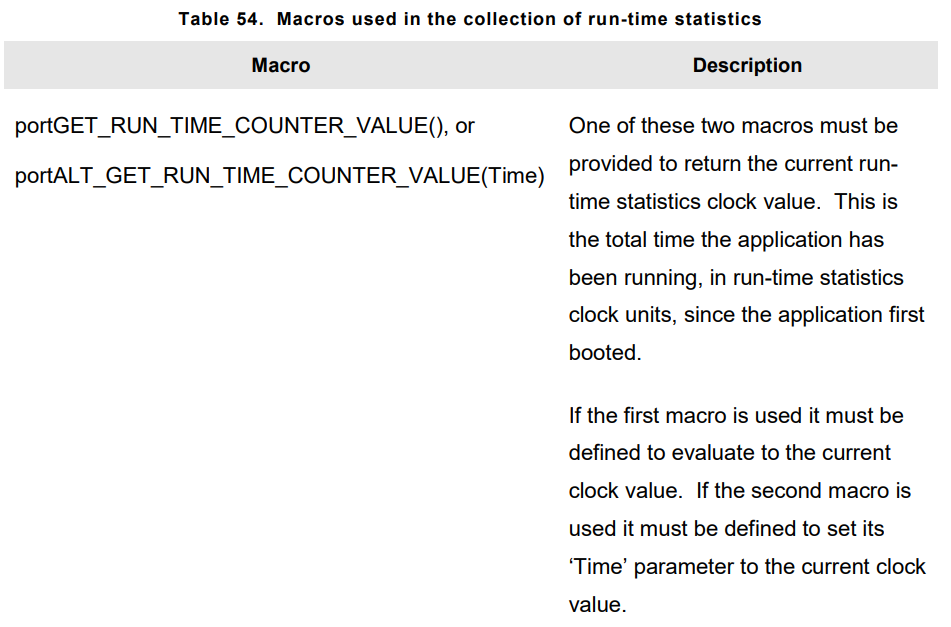 Table 54. Macros used in the collection of run-time statistics
Macro Description
portGET_RUN_TIME_COUNTER_VALUE(), or
portALT_GET_RUN_TIME_COUNTER_VALUE(Time)
One of these two macros must be
provided to return the current run-
time statistics clock value. This is
the total time the application has
been running, in run-time statistics
clock units, since the application first
booted.
If the first macro is used it must be
defined to evaluate to the current
clock value. If the second macro is
used it must be defined to set its
‘Time’ parameter to the current clock
value.